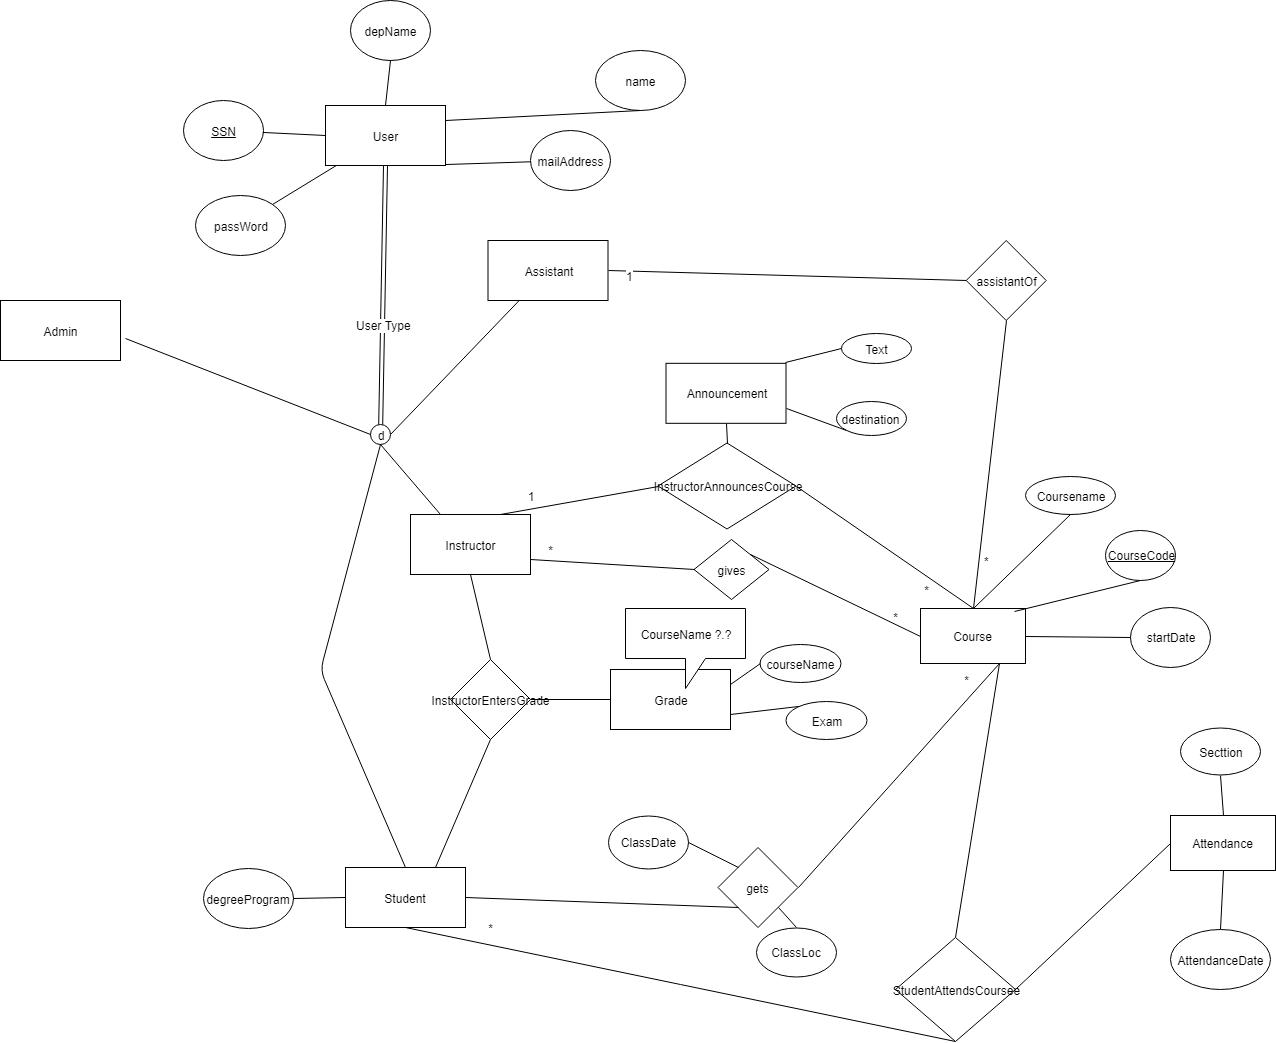 depName
name
SSN
User
mailAddress
passWord
Assistant
1
assistantOf
User Type
Admin
Text
Announcement
destination
d
InstructorAnnouncesCourse
1
Coursename
Instructor
*
gives
*
CourseCode
*
*
CourseName ?.?
Course
startDate
courseName
*
InstructorEntersGrade
Grade
Exam
Secttion
ClassDate
Attendance
gets
degreeProgram
Student
*
ClassLoc
AttendanceDate
StudentAttendsCoursee